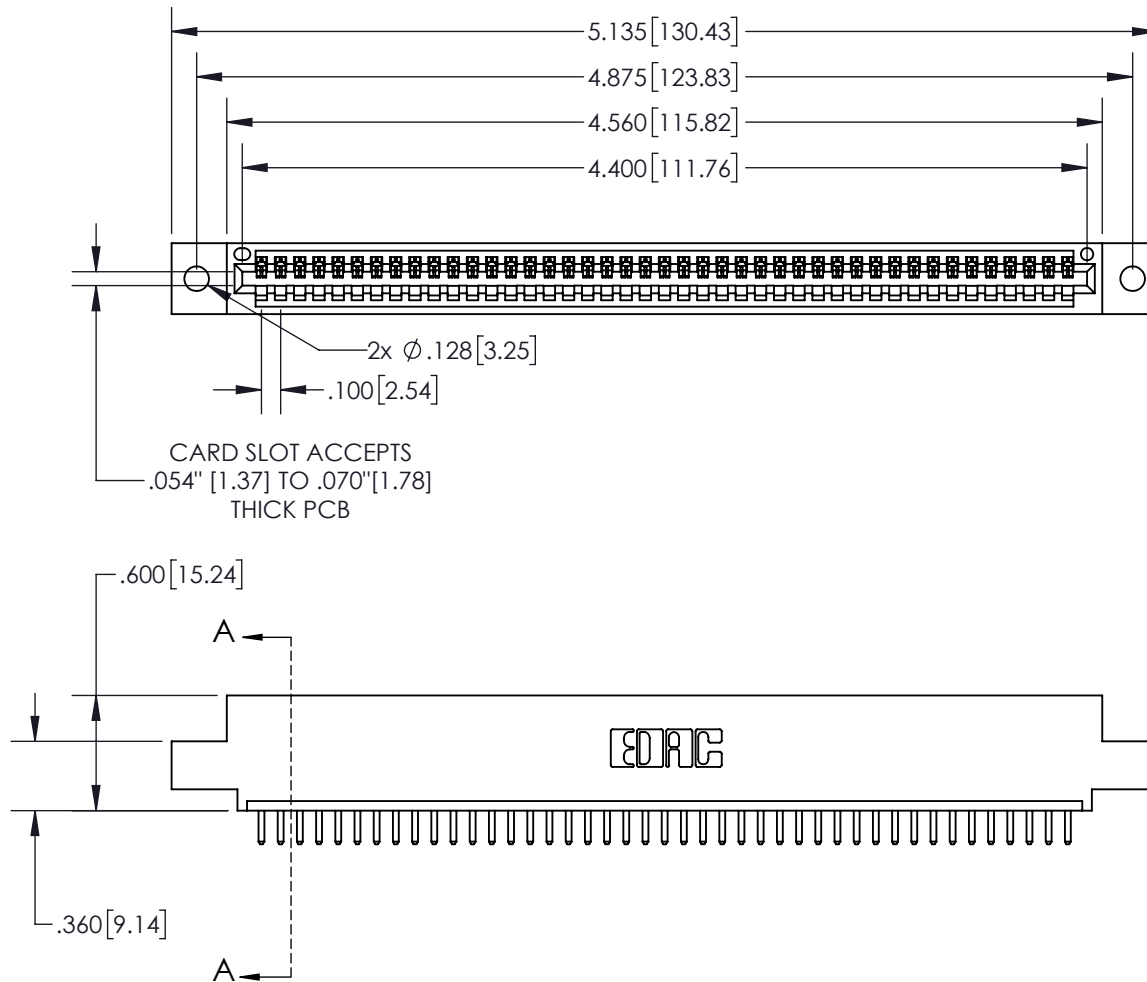 5.135[130.43]
4.875[123.83]
4.560[115.82]
4.400[111.76]
2x Ø.128[3.25]
.100[2.54]
CARD SLOT ACCEPTS
.054" [1.37] TO .070"[1.78]
THICK PCB
.600[15.24]
A
EDAC
.360[9.14]
A